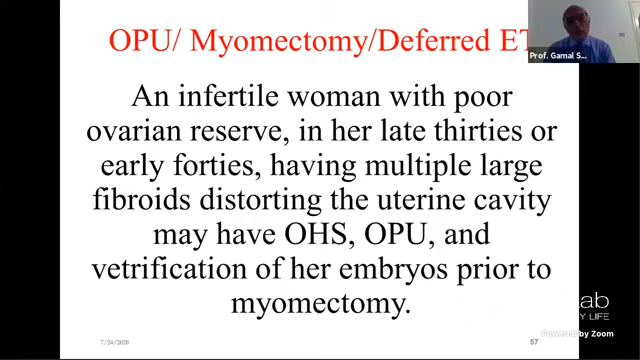 OPU/ Myomectomy/Deferred ET
Prof. Gamal S...
An infertile woman with poor
ovarian reserve, in her late thirties or
early forties, having multiple large
fibroids distorting the uterine cavity
may have OHS, OPU, and
vetrification of her embryos prior to
myomectomy.
ab
Y LIFE
Powered by Zoom
7/24/2020
57